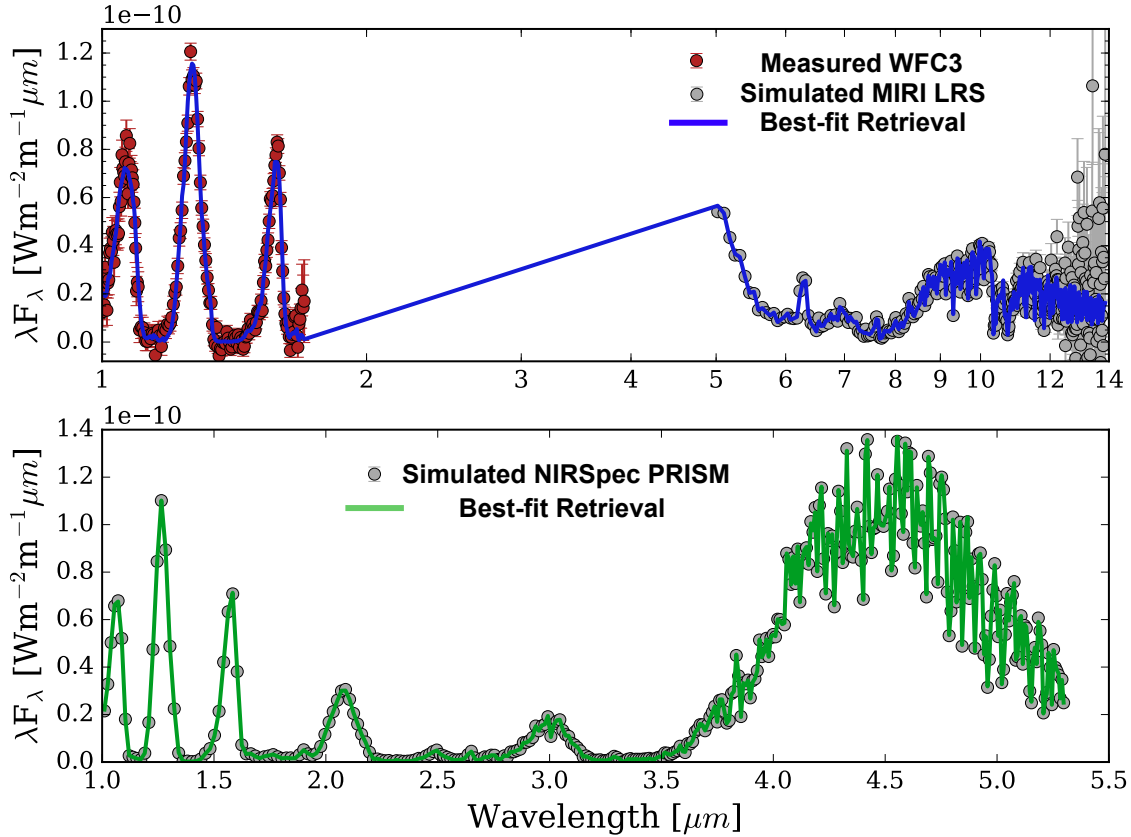 1e−10
1.2
1.0
0.8
0.6
0.4
0.2
0.0
λF_λ [Wm⁻²m⁻¹μm]
Measured WFC3
Simulated MIRI LRS
Best-fit Retrieval
1 2 3 4 5 6 7 8 9 10 12 14
1e−10
1.4
1.2
1.0
0.8
0.6
0.4
0.2
0.0
λF_λ [Wm⁻²m⁻¹μm]
Simulated NIRSpec PRISM
Best-fit Retrieval
1.0 1.5 2.0 2.5 3.0 3.5 4.0 4.5 5.0 5.5
Wavelength [μm]